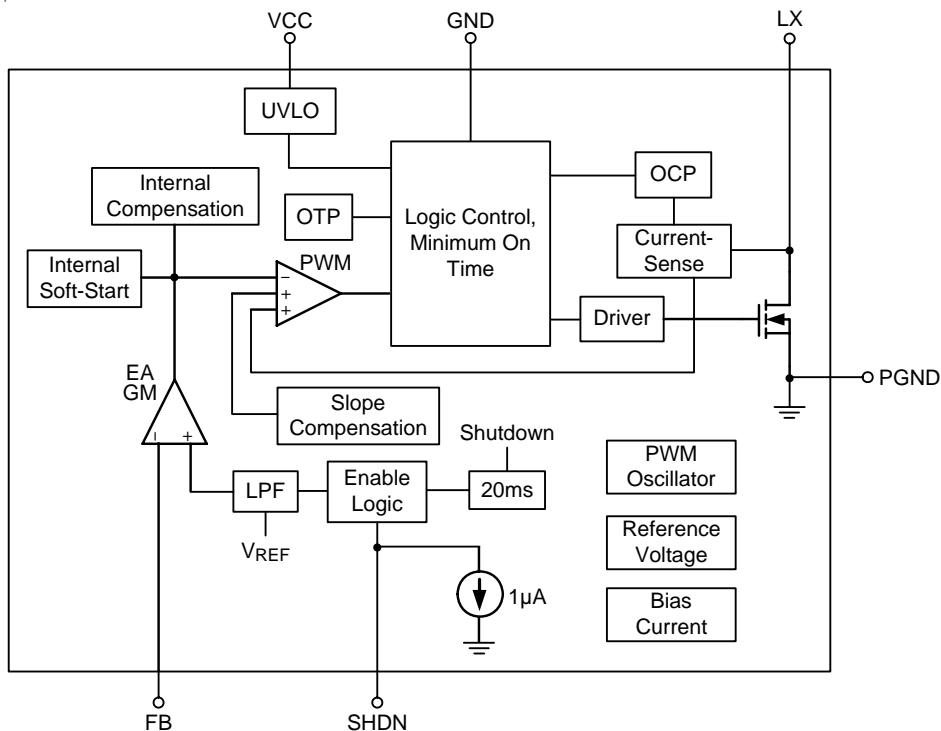 VCC
GND
LX
UVLO
Internal
Compensation
OTP
Logic Control,
Minimum On
Time
OCP
Current-
Sense
Internal
Soft-Start
PWM
−
+
+
Driver
EA
GM
−
+
PGND
Slope
Compensation
Shutdown
LPF
Enable
Logic
20ms
VREF
PWM
Oscillator
Reference
Voltage
1μA
Bias
Current
FB
SHDN